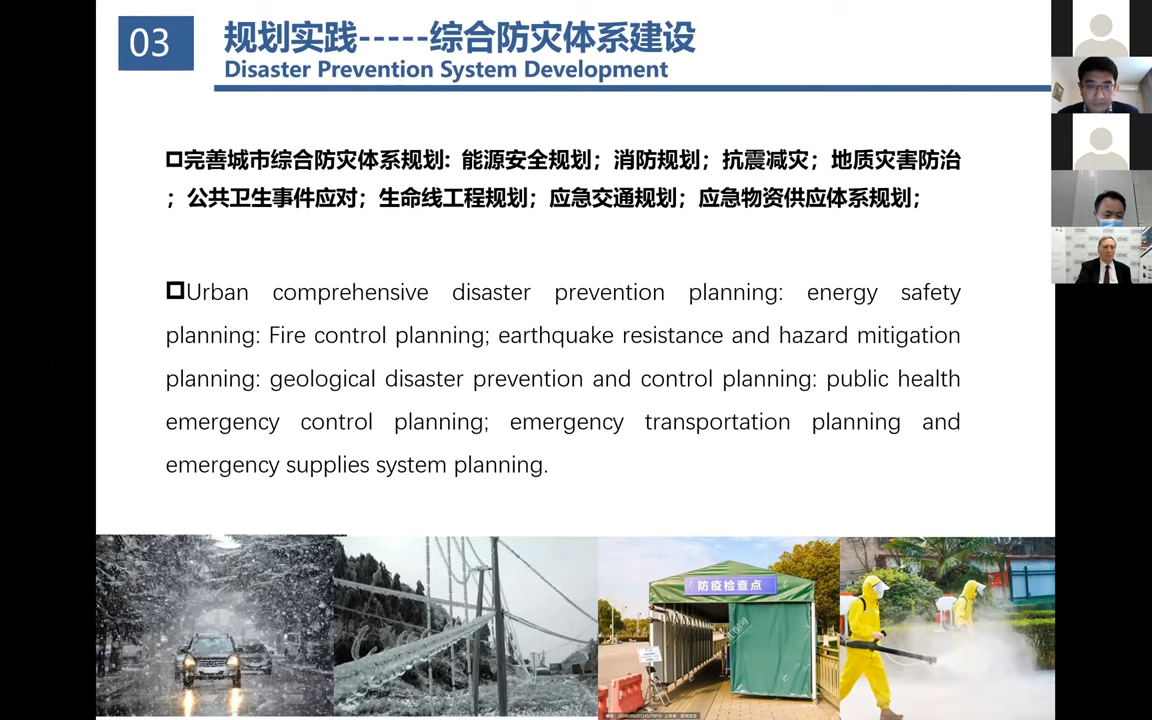 03
规划实践-----综合防灾体系建设
Disaster Prevention System Development
完善城市综合防灾体系规划：能源安全规划；消防规划；抗震减灾；地质灾害防治
；公共卫生事件应对；生命线工程规划；应急交通规划；应急物资供应体系规划；
Urban comprehensive disaster prevention planning: energy safety
planning: Fire control planning; earthquake resistance and hazard mitigation
planning: geological disaster prevention and control planning: public health
emergency control planning; emergency transportation planning and
emergency supplies system planning.
防疫检查点